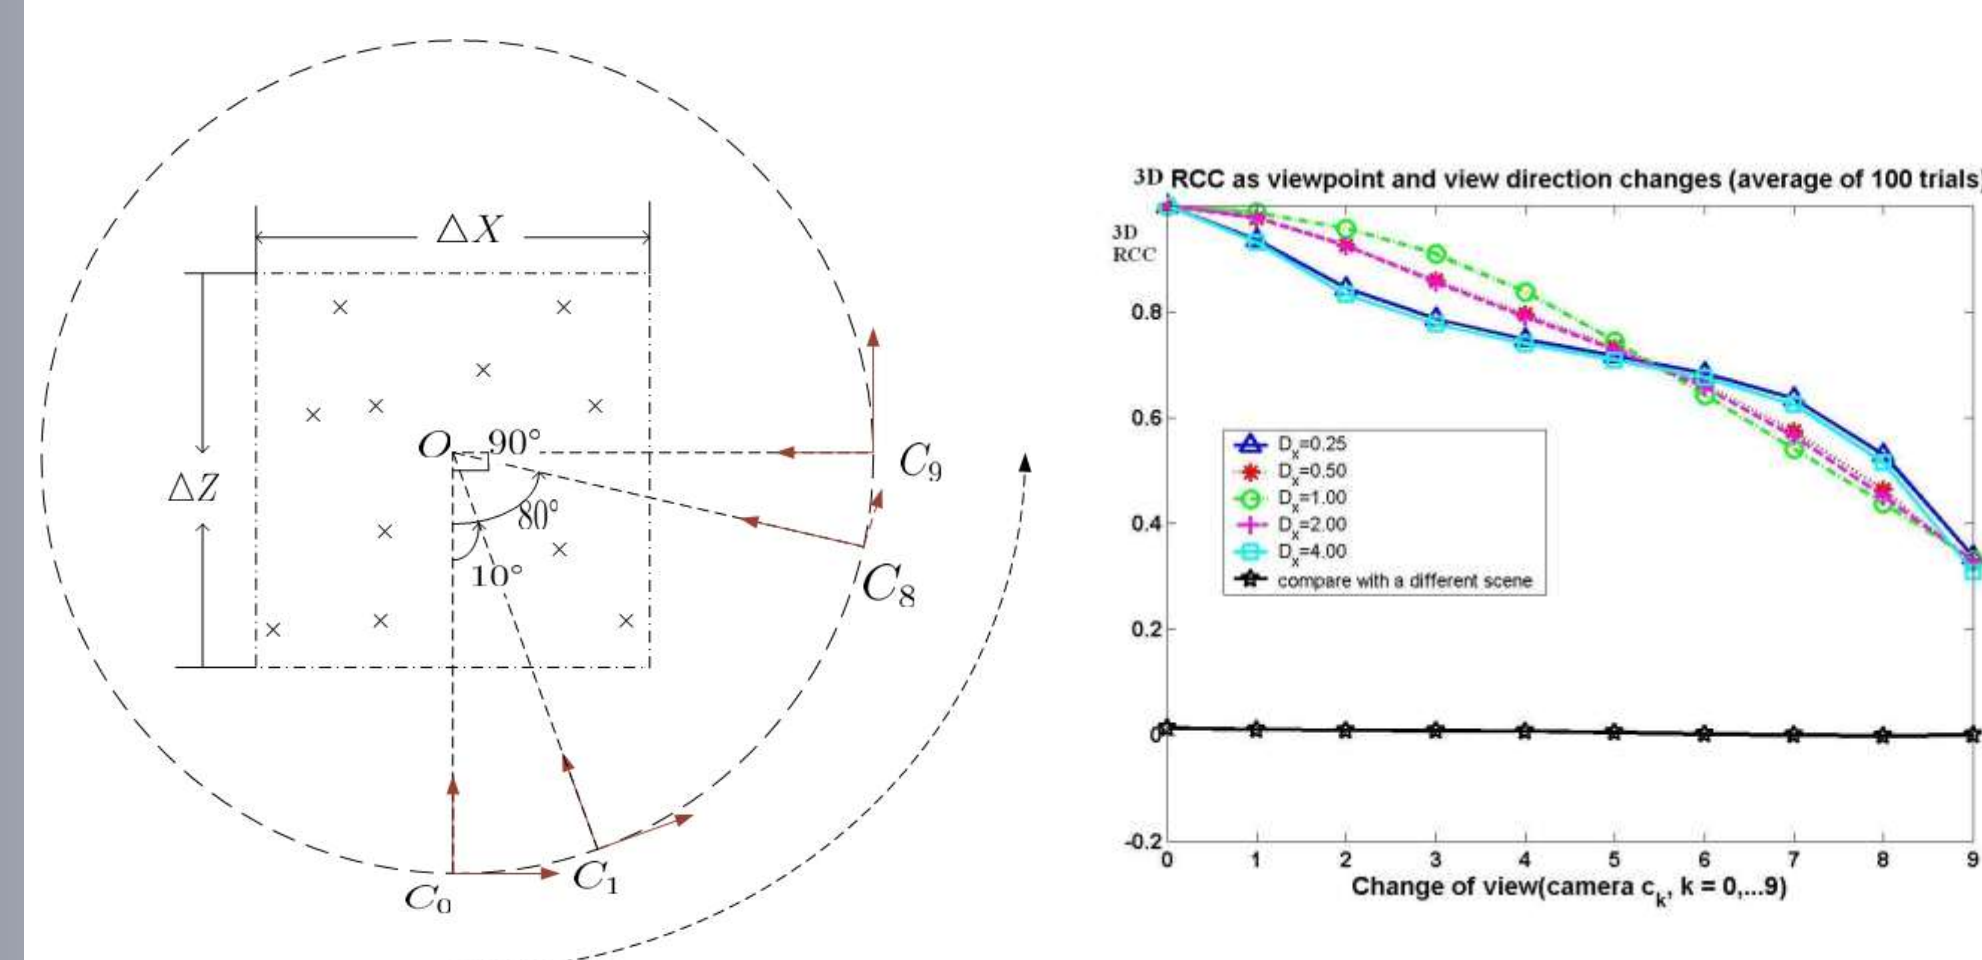 △X
△Z
O
90°
80°
10°
C₉
C₈
C₁
C₀
3D RCC as viewpoint and view direction changes (average of 100 trials)
3D
RCC
0.8
0.6
0.4
0.2
0
-0.2
Dₓ=0.25
Dₓ=0.50
Dₓ=1.00
Dₓ=2.00
Dₓ=4.00
compare with a different scene
0 1 2 3 4 5 6 7 8 9
Change of view(camera cₖ, k = 0,...9)